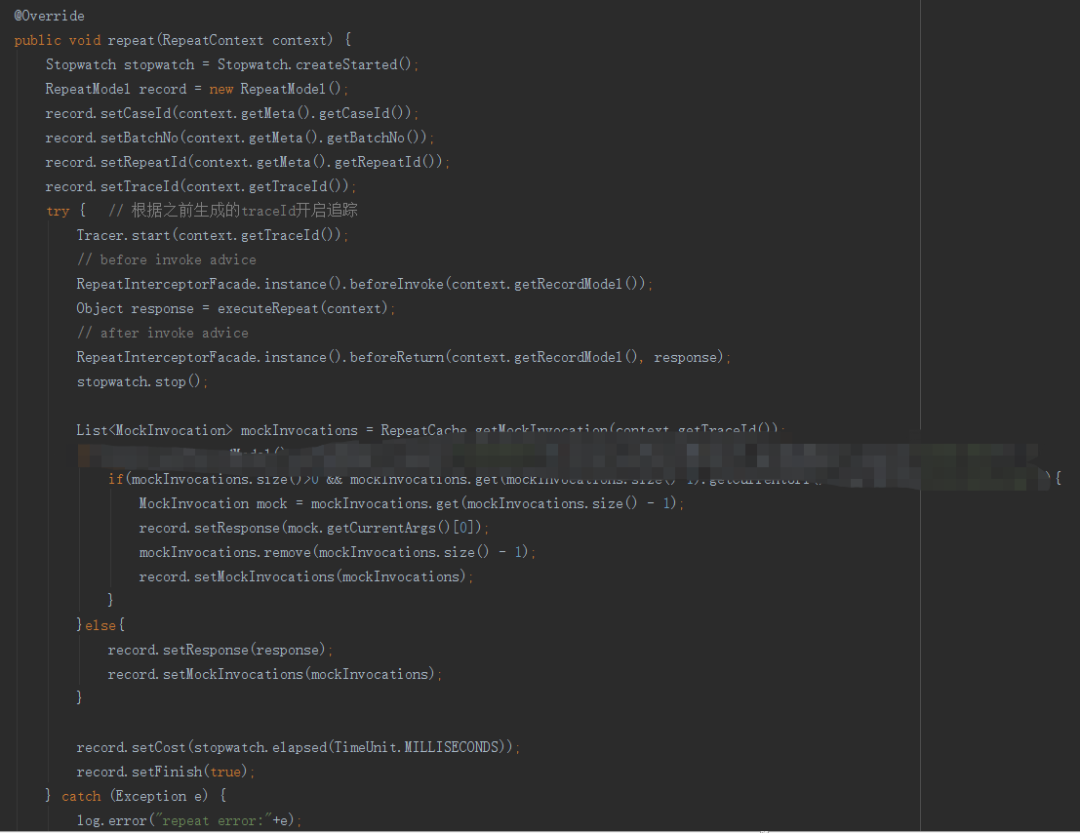 @Override
public void repeat(RepeatContext context) {
Stopwatch stopwatch = Stopwatch.createStarted();
RepeatModel record = new RepeatModel();
record.setCaseId(context.getMeta().getCaseId());
record.setBatchNo(context.getMeta().getBatchNo());
record.setRepeatId(context.getMeta().getRepeatId());
record.setTraceId(context.getTraceId());
try { // 根据之前生成的traceId开启追踪
Tracer.start(context.getTraceId());
// before invoke advice
RepeatInterceptorFacade.instance().beforeInvoke(context.getRecordModel());
Object response = executeRepeat(context);
// after invoke advice
RepeatInterceptorFacade.instance().beforeReturn(context.getRecordModel(), response);
stopwatch.stop();
List<MockInvocation> mockInvocations = RepeatCache.getMockInvocation(context.getTraceId());
if(mockInvocations.size()>0 && mockInvocations.get(mockInvocations.size() 1).getCurrent {
MockInvocation mock = mockInvocations.get(mockInvocations.size() - 1);
record.setResponse(mock.getCurrentArgs()[0]);
mockInvocations.remove(mockInvocations.size() - 1);
record.setMockInvocations(mockInvocations);
}
}else{
record.setResponse(response);
record.setMockInvocations(mockInvocations);
}
record.setCost(stopwatch.elapsed(TimeUnit.MILLISECONDS));
record.setFinish(true);
} catch (Exception e) {
log.error("repeat error:"+e);